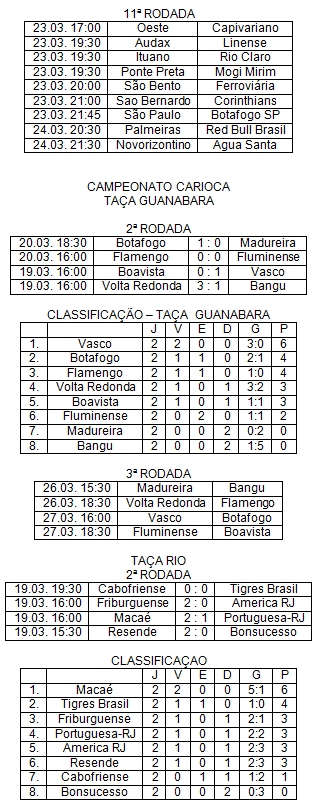 11ª RODADA
23.03. 17:00 Oeste Capivariano
23.03. 19:30 Audax Linense
23.03. 19:30 Ituano Rio Claro
23.03. 19:30 Ponte Preta Mogi Mirim
23.03. 20:00 São Bento Ferroviária
23.03. 21:00 Sao Bernardo Corinthians
23.03. 21:45 São Paulo Botafogo SP
24.03. 20:30 Palmeiras Red Bull Brasil
24.03. 21:30 Novorizontino Agua Santa
CAMPEONATO CARIOCA
TAÇA GUANABARA
2ª RODADA
20.03. 18:30 Botafogo 1 : 0 Madureira
20.03. 16:00 Flamengo 0 : 0 Fluminense
19.03. 16:00 Boavista 0 : 1 Vasco
19.03. 16:00 Volta Redonda 3 : 1 Bangu
CLASSIFICAÇÃO – TAÇA GUANABARA
J V E D G P
1. Vasco 2 2 0 0 3:0 6
2. Botafogo 2 1 1 0 2:1 4
3. Flamengo 2 1 1 0 1:0 4
4. Volta Redonda 2 1 0 1 3:2 3
5. Boavista 2 1 0 1 1:1 3
6. Fluminense 2 0 2 0 1:1 2
7. Madureira 2 0 0 2 0:2 0
8. Bangu 2 0 0 2 1:5 0
3ª RODADA
26.03. 15:30 Madureira Bangu
26.03. 18:30 Volta Redonda Flamengo
27.03. 16:00 Vasco Botafogo
27.03. 18:30 Fluminense Boavista
TAÇA RIO
2ª RODADA
19.03. 19:30 Cabofriense 0 : 0 Tigres Brasil
19.03. 16:00 Friburguense 2 : 0 America RJ
19.03. 16:00 Macaé 2 : 1 Portuguesa-RJ
19.03. 15:30 Resende 2 : 0 Bonsucesso
CLASSIFICAÇAO
J V E D G P
1. Macaé 2 2 0 0 5:1 6
2. Tigres Brasil 2 1 1 0 1:0 4
3. Friburguense 2 1 0 1 2:1 3
4. Portuguesa-RJ 2 1 0 1 2:2 3
5. America RJ 2 1 0 1 2:3 3
6. Resende 2 1 0 1 2:3 3
7. Cabofriense 2 0 1 1 1:2 1
8. Bonsucesso 2 0 0 2 0:3 0